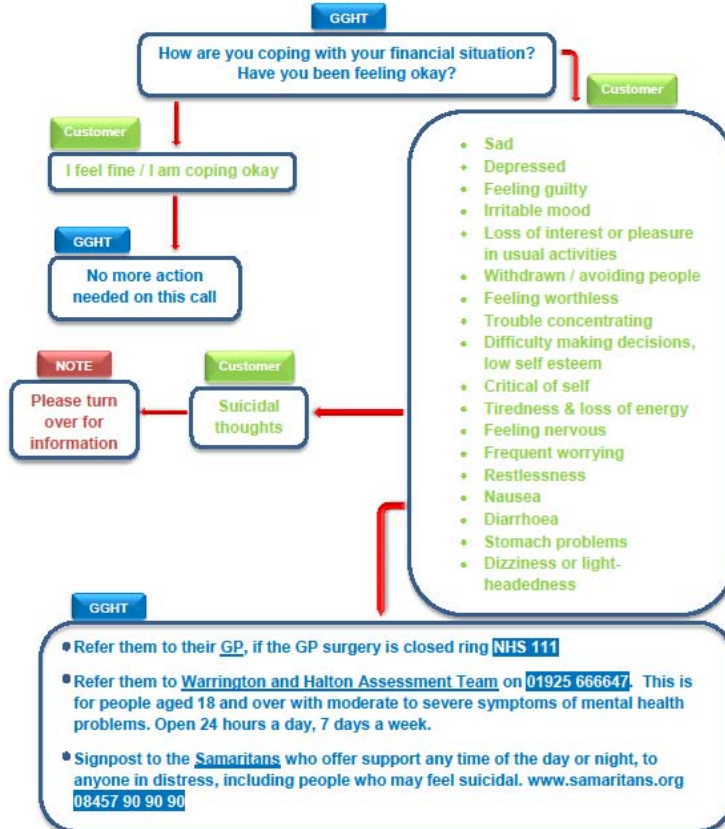 GGHT
How are you coping with your financial situation?
Have you been feeling okay?
Customer
I feel fine / I am coping okay
GGHT
No more action
needed on this call
Customer
Sad
Depressed
Feeling guilty
Irritable mood
Loss of interest or pleasure
in usual activities
Withdrawn / avoiding people
Feeling worthless
Trouble concentrating
Difficulty making decisions,
low self esteem
Critical of self
Tiredness & loss of energy
Feeling nervous
Frequent worrying
Restlessness
Nausea
Diarrhoea
Stomach problems
Dizziness or light-
headedness
Customer
Suicidal
thoughts
NOTE
Please turn
over for
information
GGHT
Refer them to their GP, if the GP surgery is closed ring NHS 111
Refer them to Warrington and Halton Assessment Team on 01925 666647. This is
for people aged 18 and over with moderate to severe symptoms of mental health
problems. Open 24 hours a day, 7 days a week.
Signpost to the Samaritans who offer support any time of the day or night, to
anyone in distress, including people who may feel suicidal. www.samaritans.org
08457 90 90 90